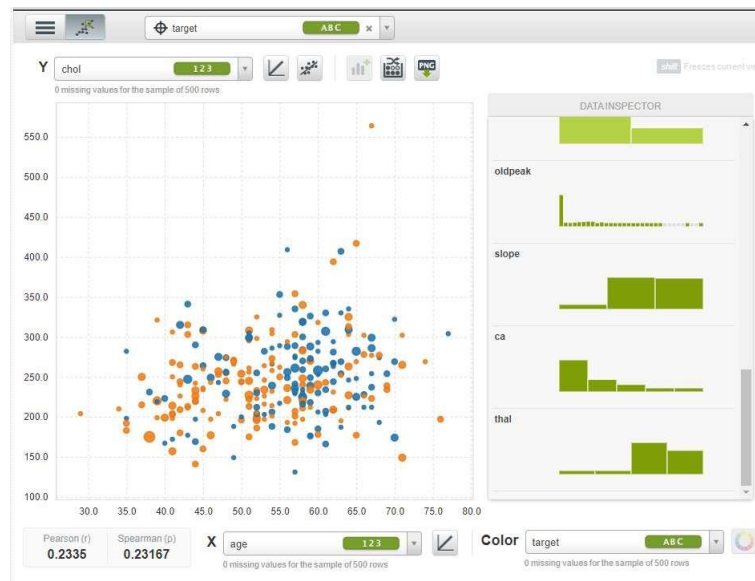 target ABC ×
Y chol 123
0 missing values for the sample of 500 rows
PNG
shift Freezes current vi
550.0
500.0
450.0
400.0
350.0
300.0
250.0
200.0
150.0
100.0
30.0 35.0 40.0 45.0 50.0 55.0 60.0 65.0 70.0 75.0 80.0
DATA INSPECTOR
oldpeak
slope
ca
thal
Pearson (r)
0.2335
Spearman (ρ)
0.23167
X age 123
0 missing values for the sample of 500 rows
Color target ABC
0 missing values for the sample of 500 rows